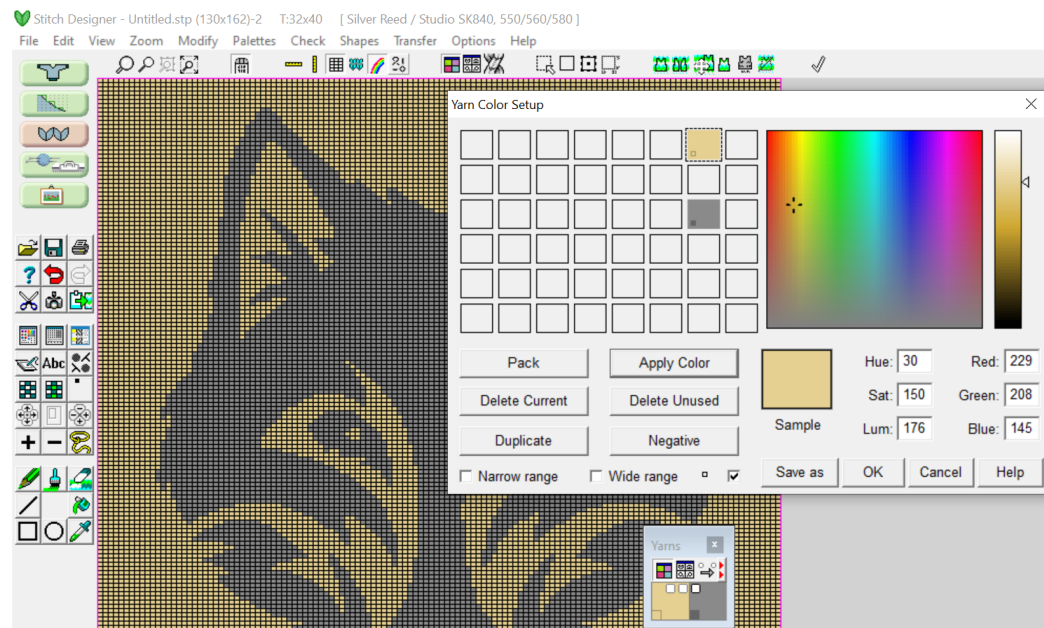 Stitch Designer - Untitled.stp (130x162)-2 T:32x40 [ Silver Reed / Studio SK840, 550/560/580 ]
File Edit View Zoom Modify Palettes Check Shapes Transfer Options Help
Yarn Color Setup
Abc
Pack
Apply Color
Delete Current
Delete Unused
Duplicate
Negative
Narrow range
Wide range
Sample
Hue: 30
Red: 229
Sat: 150
Green: 208
Lum: 176
Blue: 145
Save as
OK
Cancel
Help
Yarns